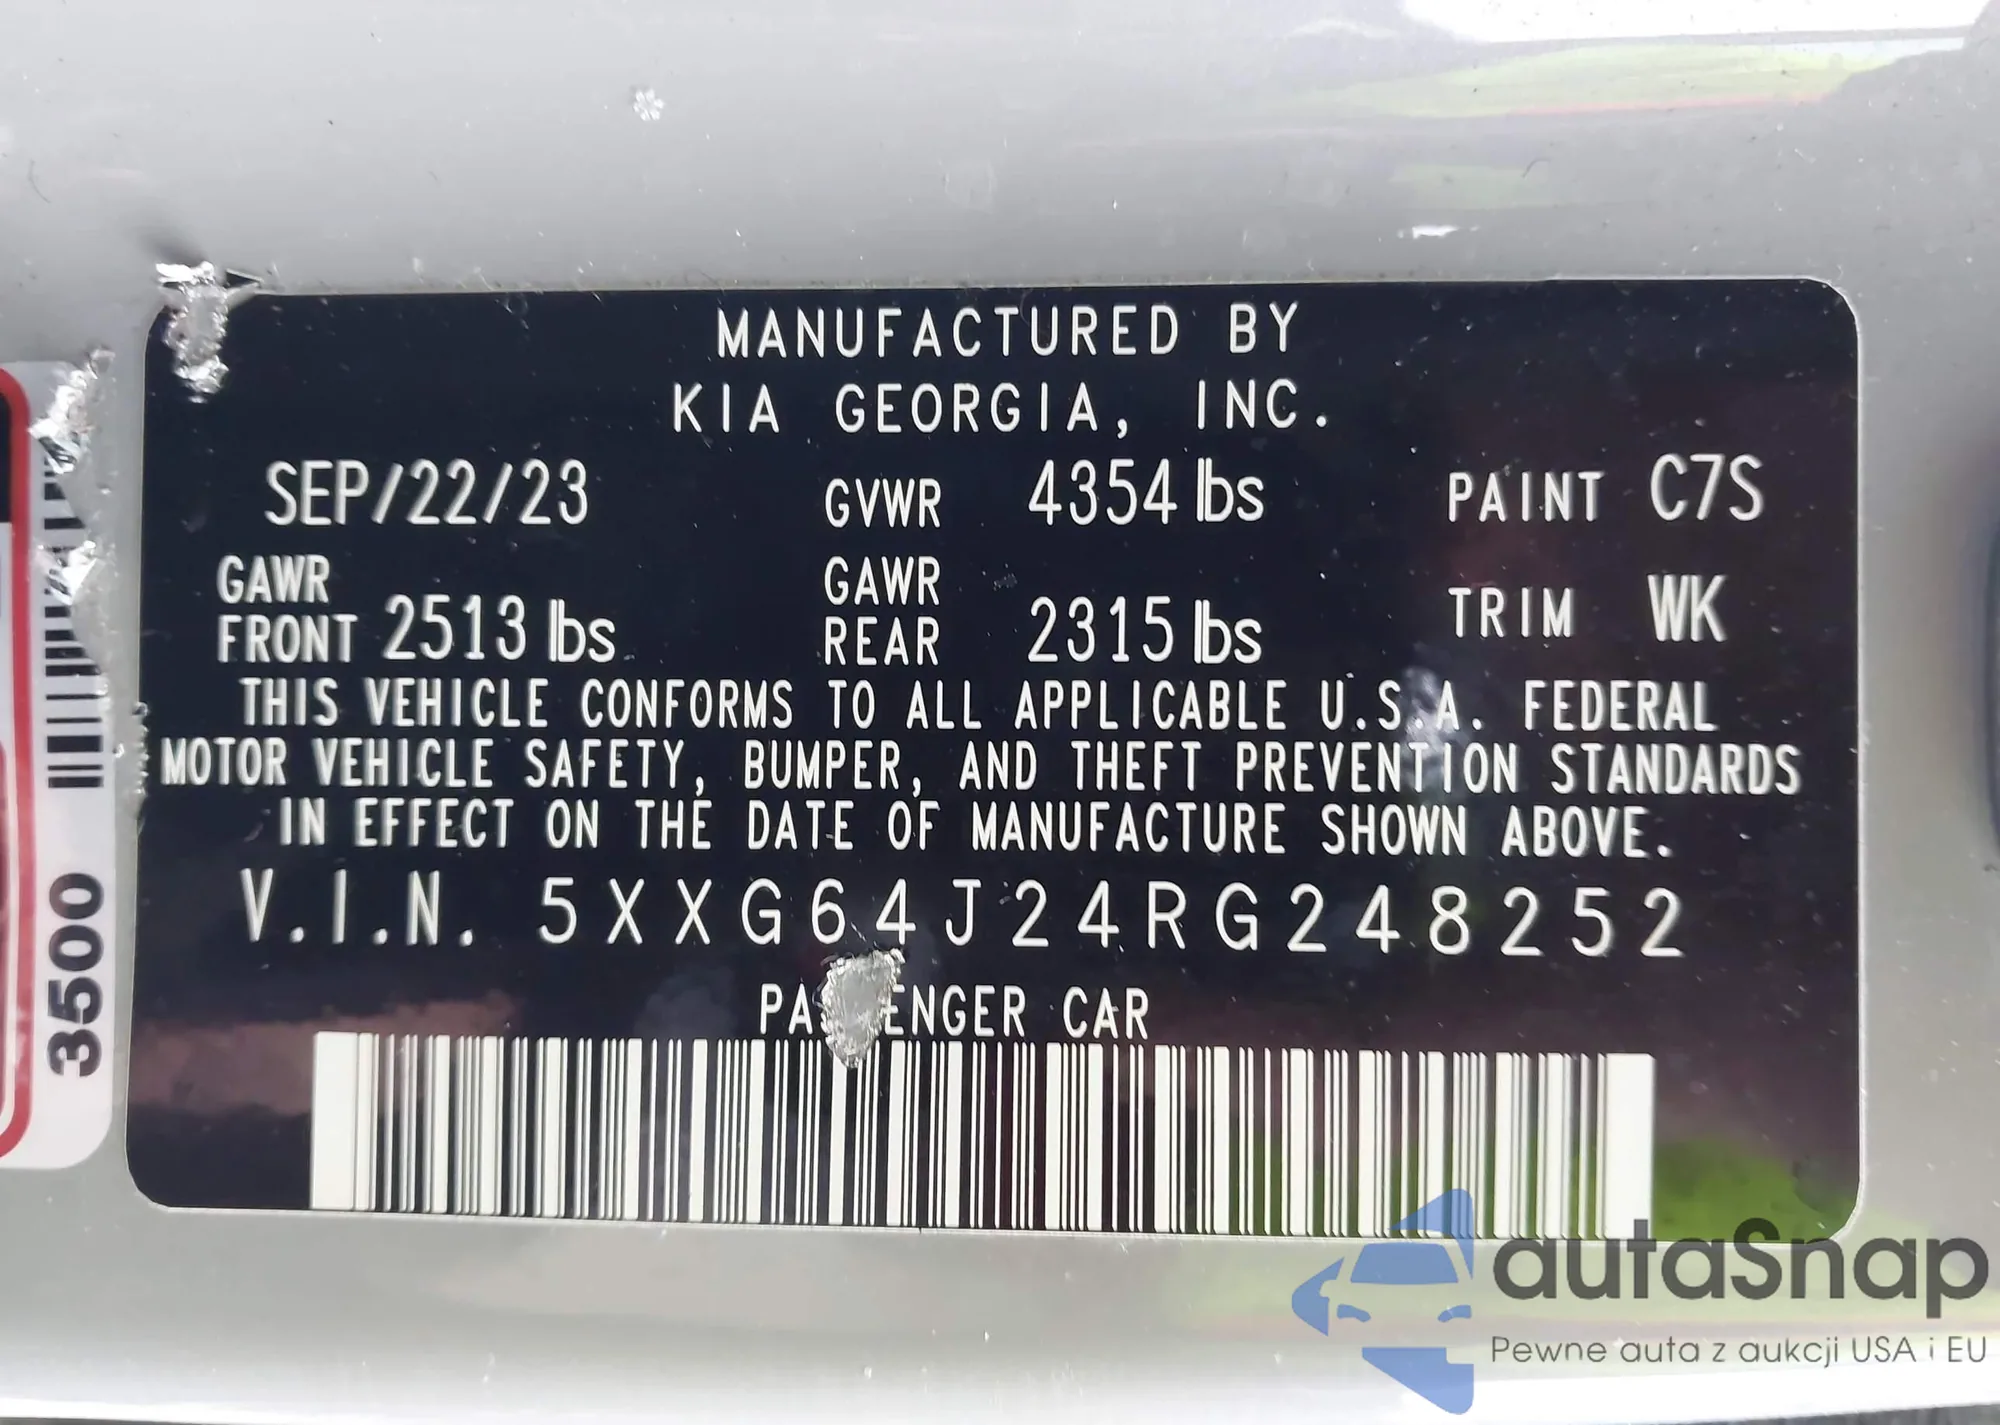 MANUFACTURED BY
KIA GEORGIA, INC.
SEP/22/23 GVWR 4354 lbs PAINT C7S
GAWR FRONT 2513 lbs GAWR REAR 2315 lbs TRIM WK
THIS VEHICLE CONFORMS TO ALL APPLICABLE U.S.A. FEDERAL
MOTOR VEHICLE SAFETY, BUMPER, AND THEFT PREVENTION STANDARDS
IN EFFECT ON THE DATE OF MANUFACTURE SHOWN ABOVE.
V.I.N. 5XXG64J24RG248252
PASSENGER CAR
3500
autaSnap
Pewne auta z aukcji USA i EU